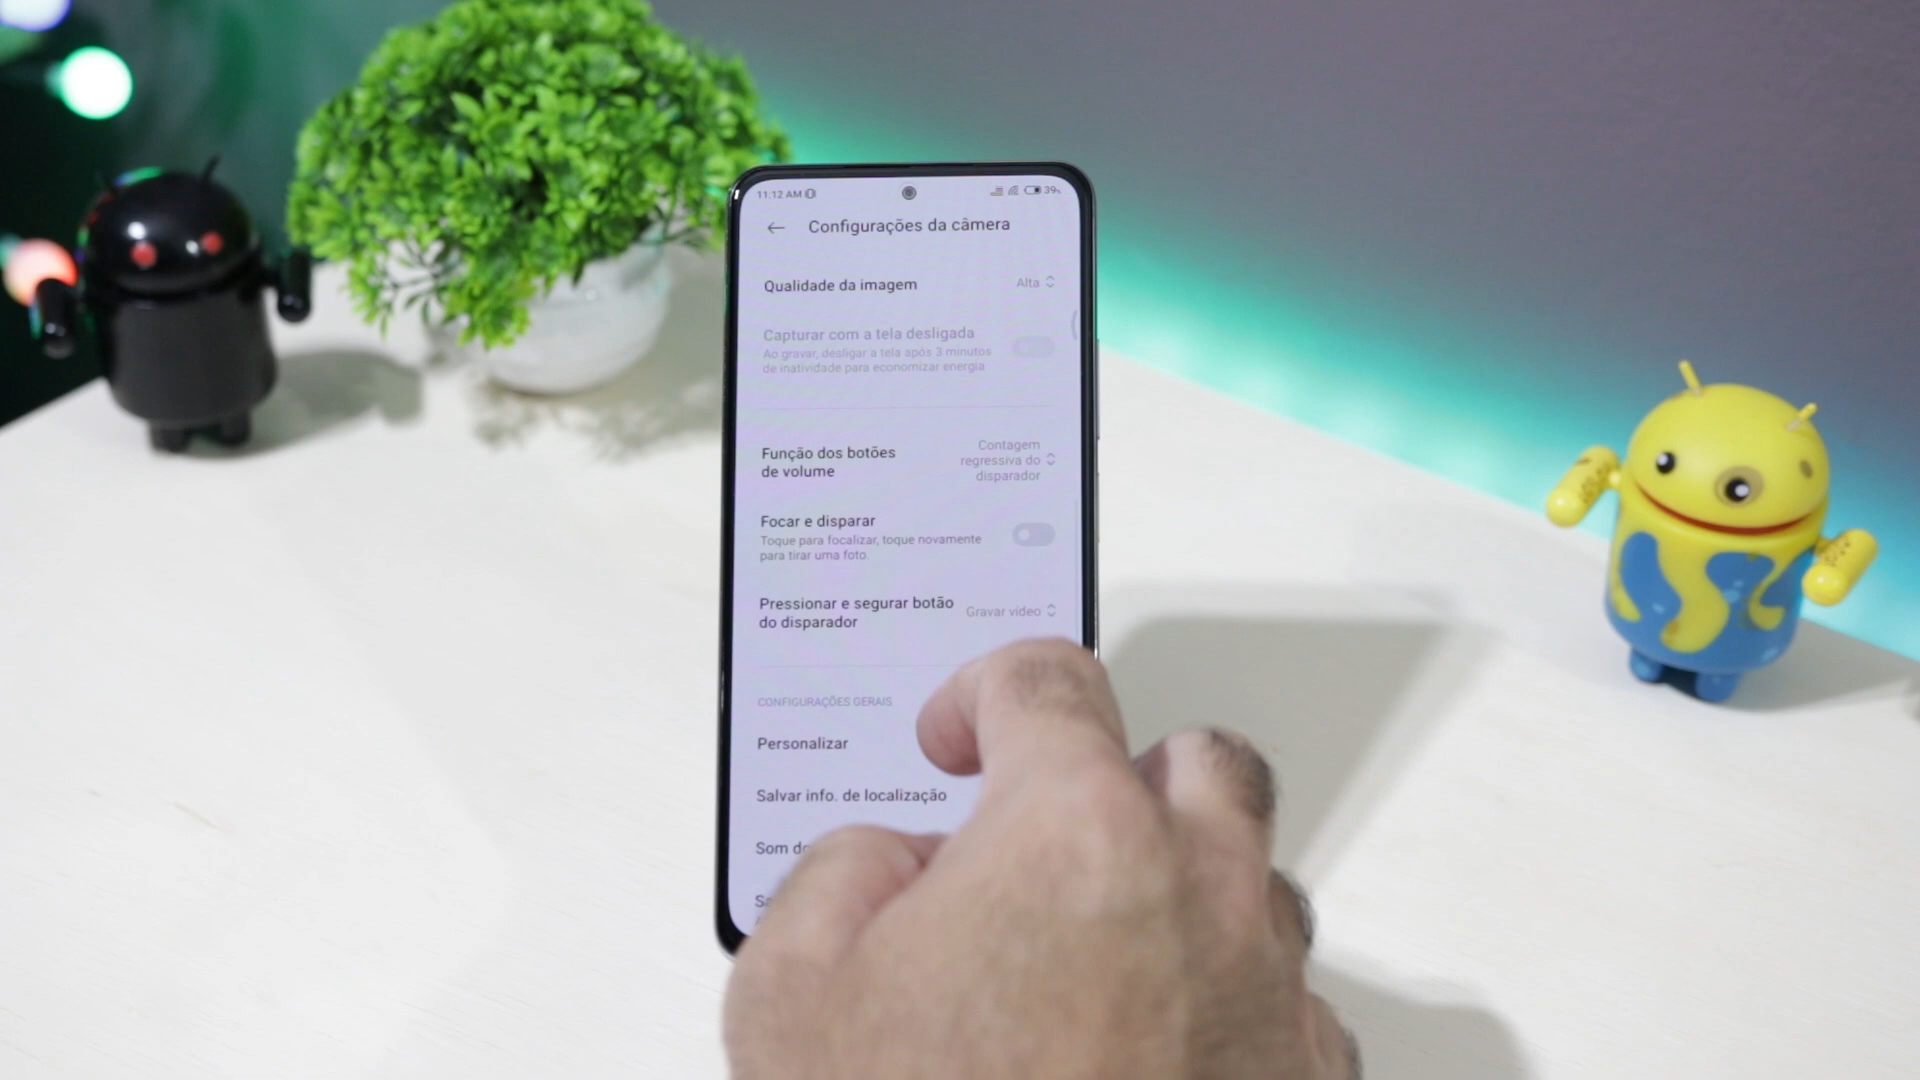 11:12 AM
39%
Configurações da câmera
Qualidade da imagem
Alta
Capturar com a tela desligada
Ao gravar, desligar a tela após 3 minutos
de inatividade para economizar energia
Função dos botões
de volume
Contagem
regressiva do
disparador
Focar e disparar
Toque para focalizar, toque novamente
para tirar uma foto.
Pressionar e segurar botão
do disparador
Gravar vídeo
CONFIGURAÇÕES GERAIS
Personalizar
Salvar info. de localização
Som